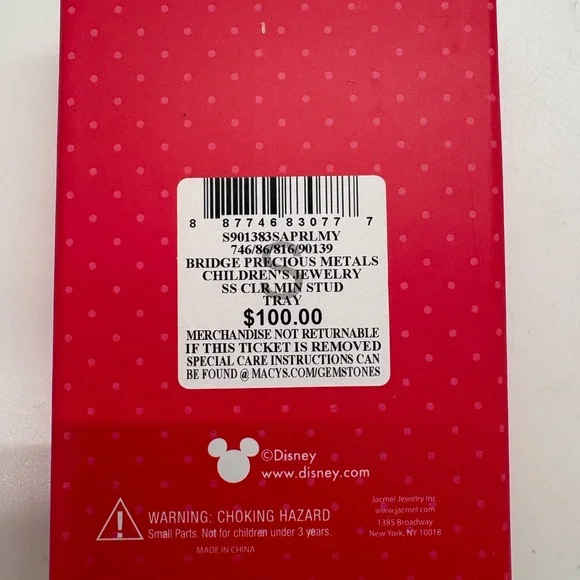 8 87746 83077 7
S901383SAPRLMY
746/86/816/90139
BRIDGE PRECIOUS METALS
CHILDREN'S JEWELRY
SS CLR MIN STUD
TRAY
$100.00
MERCHANDISE NOT RETURNABLE
IF THIS TICKET IS REMOVED
SPECIAL CARE INSTRUCTIONS CAN
BE FOUND @ MACYS.COM/GEMSTONES
©Disney
www.disney.com
WARNING: CHOKING HAZARD
Small Parts. Not for children under 3 years.
MADE IN CHINA
Jacmel Jewelry Inc
www.jacmel.com
1385 Broadway
New York, NY 10018